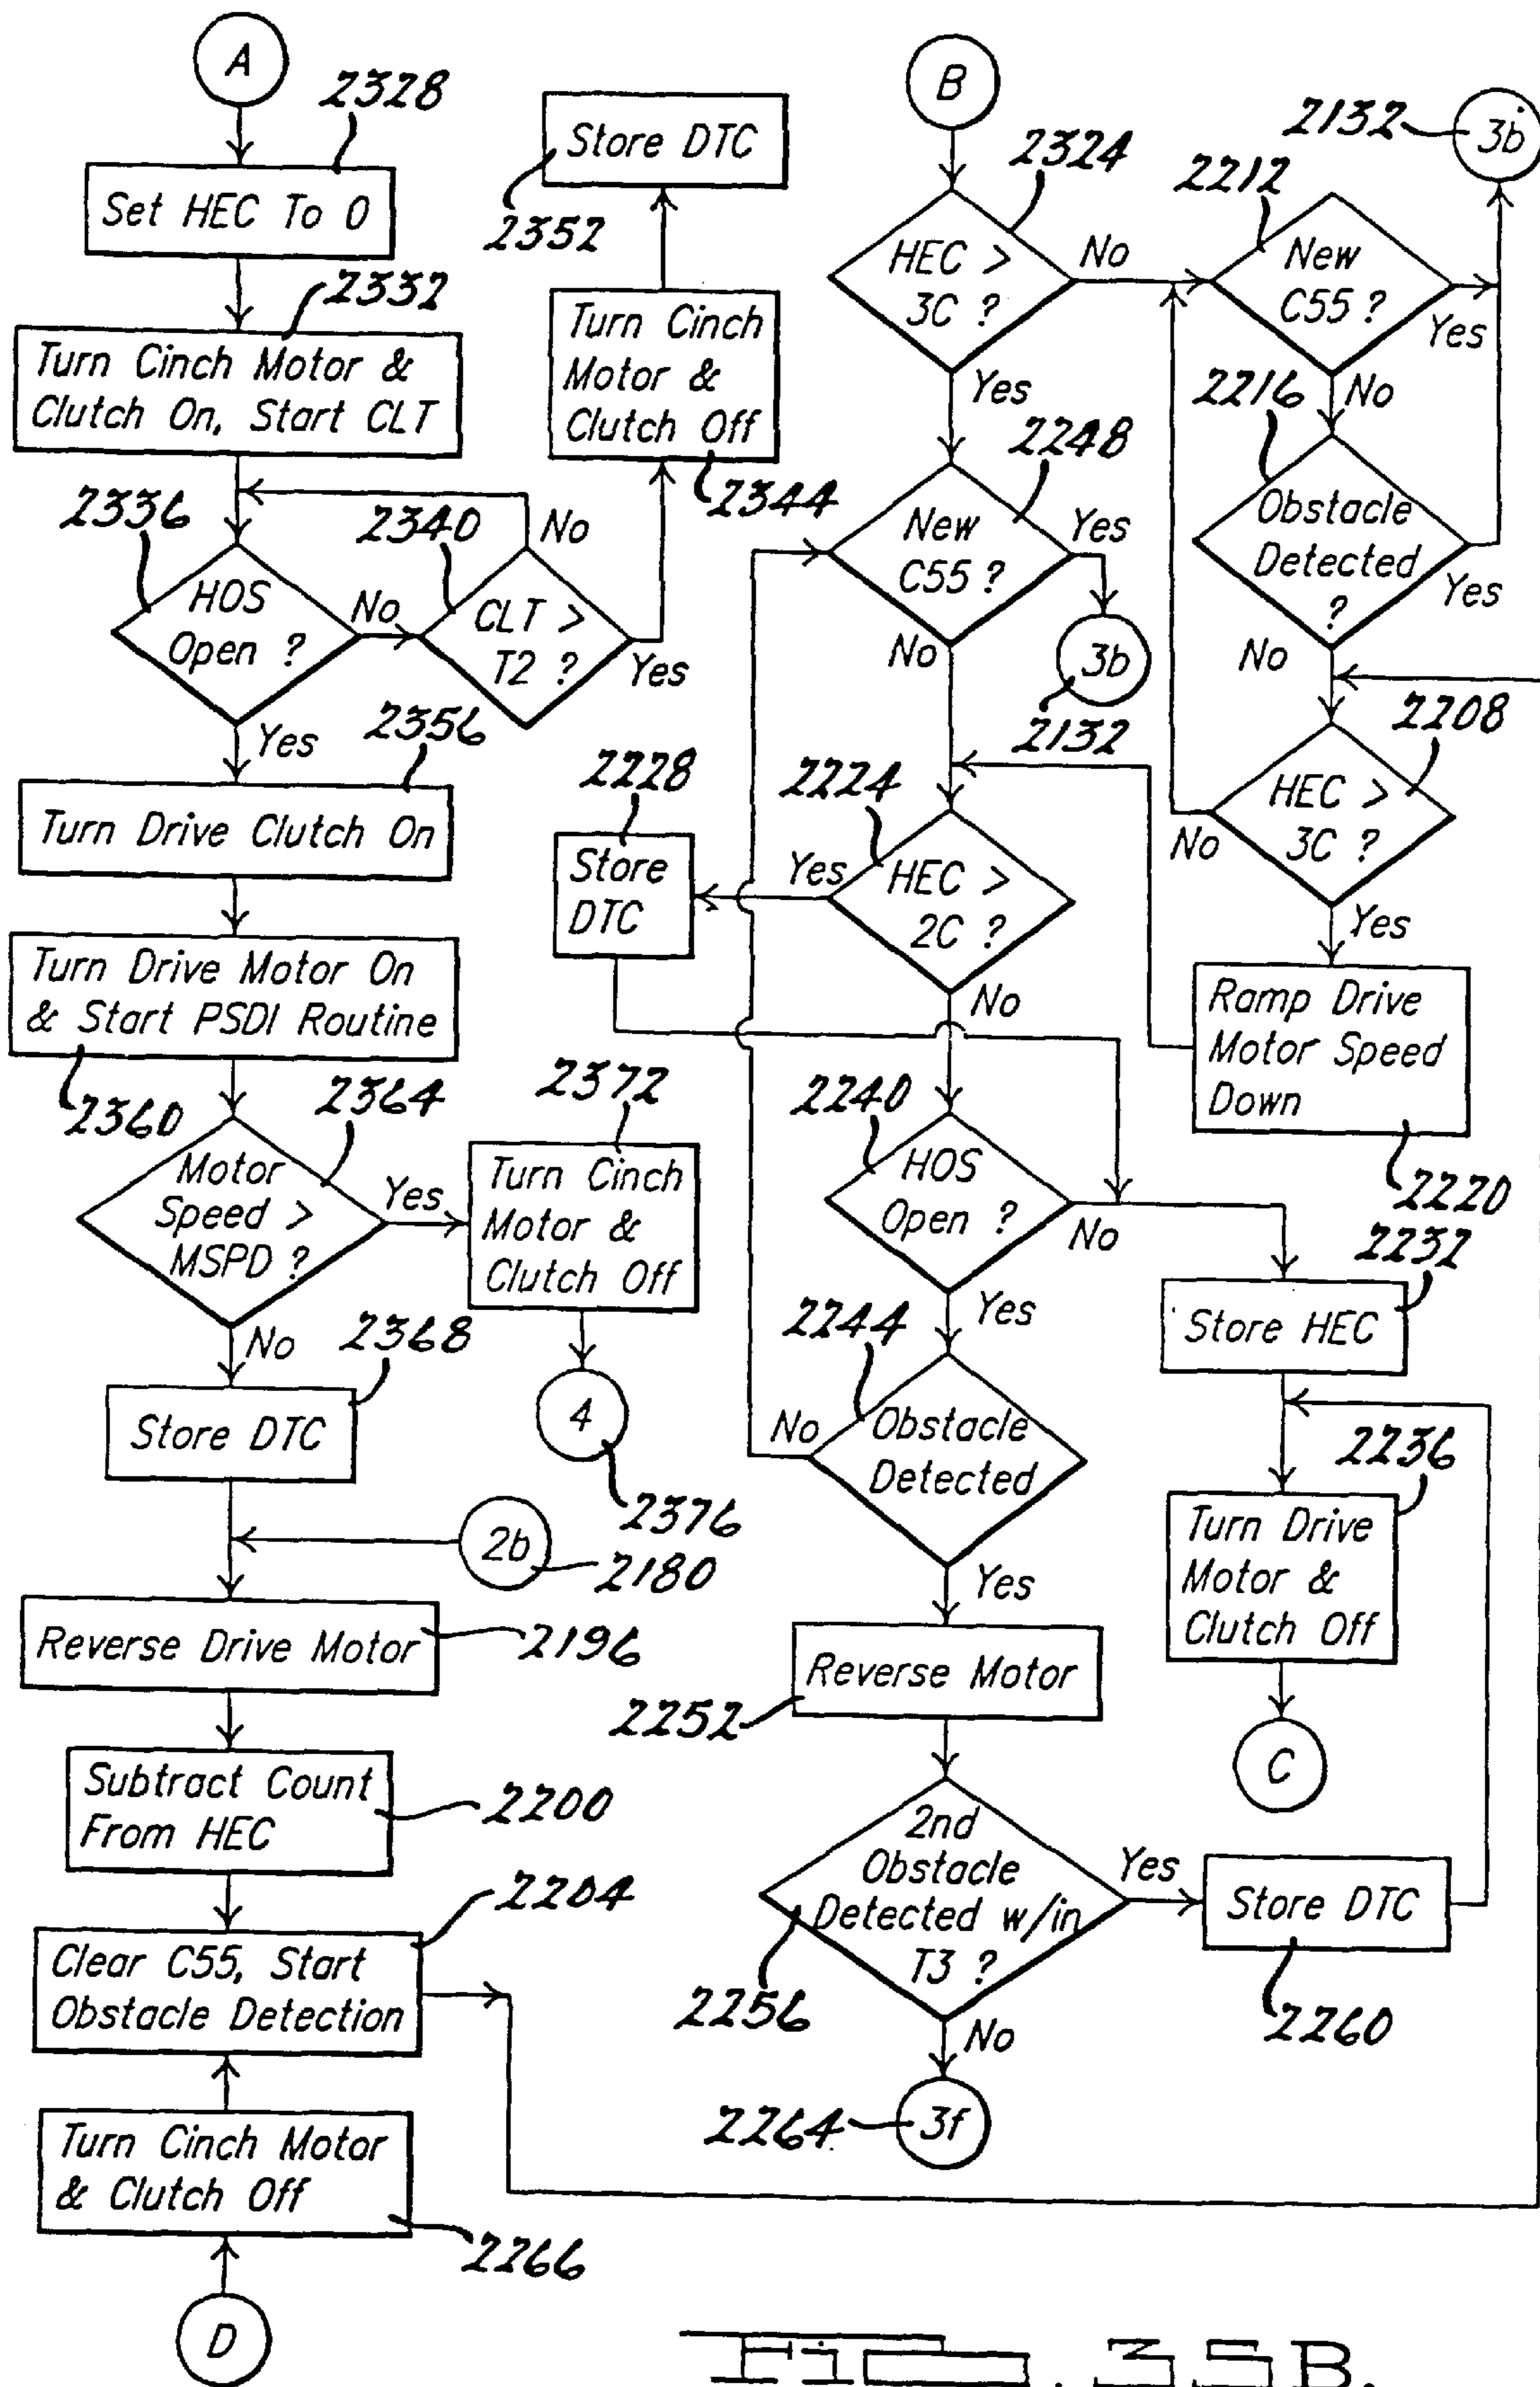 A
2328
Set HEC To 0
2332
Turn Cinch Motor &
Clutch On, Start CLT
2336
HOS
Open ?
No
2340
CLT >
T2 ?
No
Yes
2344
Turn Cinch
Motor &
Clutch Off
Store DTC
2352
Yes
2356
Turn Drive Clutch On
Turn Drive Motor On
& Start PSDI Routine
2360
2364
Motor
Speed >
MSPD ?
Yes
2372
Turn Cinch
Motor &
Clutch Off
4
2376
No
2368
Store DTC
2b
2180
Reverse Drive Motor
2196
Subtract Count
From HEC
2200
2204
Clear C55, Start
Obstacle Detection
Turn Cinch Motor
& Clutch Off
2266
D
B
2324
HEC >
3C ?
No
Yes
2248
New
C55 ?
Yes
3b
2132
No
2224
HEC >
2C ?
Yes
2228
Store
DTC
No
2240
HOS
Open ?
No
Yes
2244
Obstacle
Detected
No
Yes
Reverse Motor
2252
2nd
Obstacle
Detected w/in
T3 ?
2256
Yes
Store DTC
2260
No
3f
2264
2132
3b
2212
New
C55 ?
Yes
No
2216
Obstacle
Detected
?
Yes
No
2208
HEC >
3C ?
No
Yes
Ramp Drive
Motor Speed
Down
2220
2232
Store HEC
2236
Turn Drive
Motor &
Clutch Off
C
FIG. 35B.